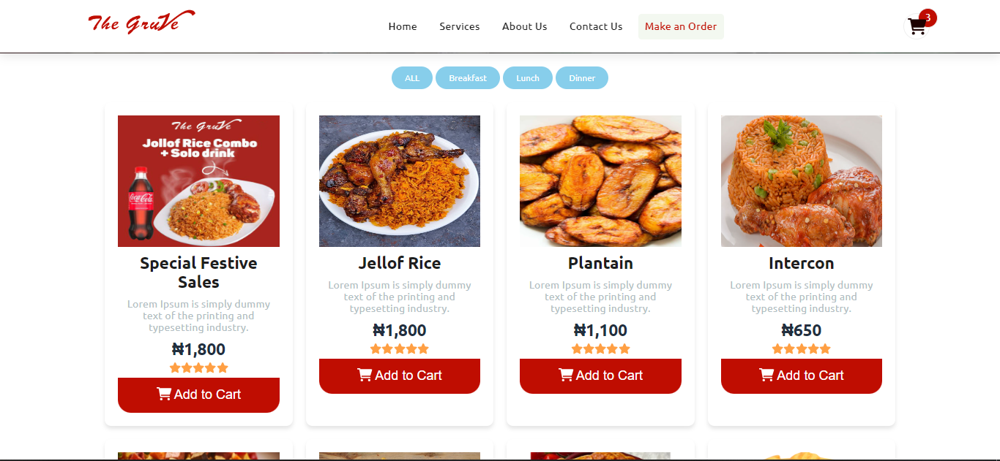 The GruVe
Home
Services
About Us
Contact Us
Make an Order
3
ALL
Breakfast
Lunch
Dinner
The GruVe
Jollof Rice Combo
+ Solo drink
Coca-Cola
Special Festive
Sales
Lorem Ipsum is simply dummy
text of the printing and
typesetting industry.
₦1,800
Add to Cart
Jellof Rice
Lorem Ipsum is simply dummy
text of the printing and
typesetting industry.
₦1,800
Add to Cart
Plantain
Lorem Ipsum is simply dummy
text of the printing and
typesetting industry.
₦1,100
Add to Cart
Intercon
Lorem Ipsum is simply dummy
text of the printing and
typesetting industry.
₦650
Add to Cart